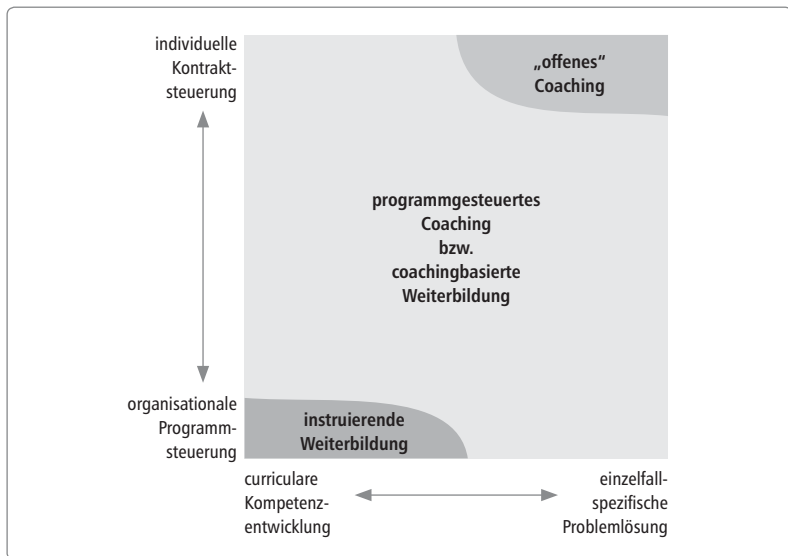 individuelle
Kontrakt-
steuerung
„offenes“
Coaching
programmgesteuertes
Coaching
bzw.
coachingbasierte
Weiterbildung
organisationale
Programm-
steuerung
instruierende
Weiterbildung
curriculare
Kompetenz-
entwicklung
einzelfall-
spezifische
Problemlösung